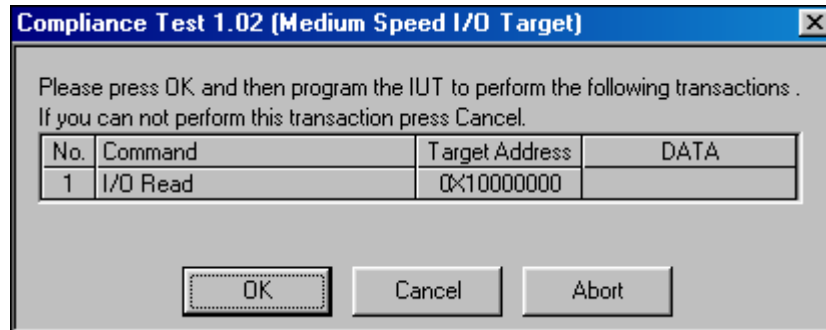 Compliance Test 1.02 (Medium Speed I/O Target)
Please press OK and then program the IUT to perform the following transactions .
If you can not perform this transaction press Cancel.
No. Command Target Address DATA
1 I/O Read 0X10000000
OK Cancel Abort